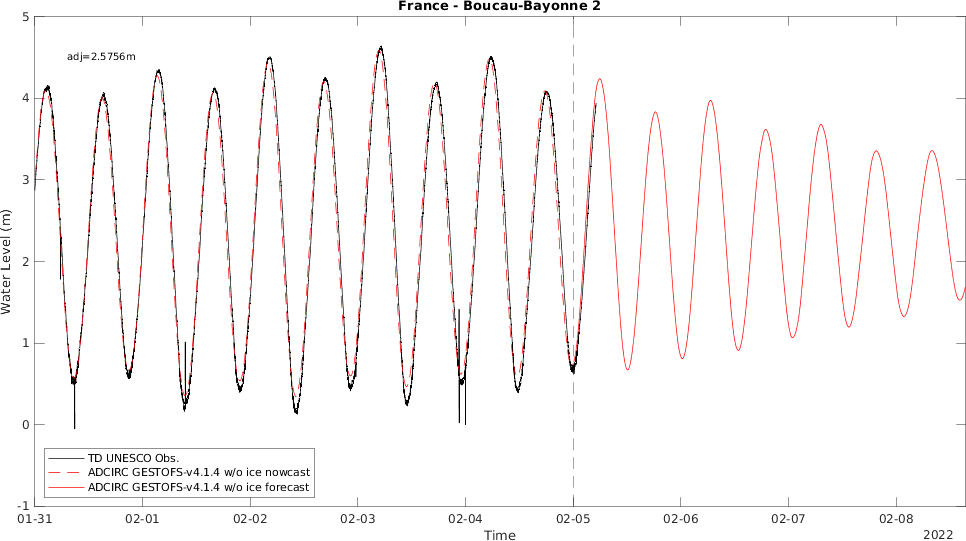 France - Boucau-Bayonne 2
adj=2.5756m
Water Level (m)
5
4
3
2
1
0
-1
TD UNESCO Obs.
ADCIRC GESTOFS-v4.1.4 w/o ice nowcast
ADCIRC GESTOFS-v4.1.4 w/o ice forecast
01-31 02-01 02-02 02-03 02-04 02-05 02-06 02-07 02-08
Time
2022